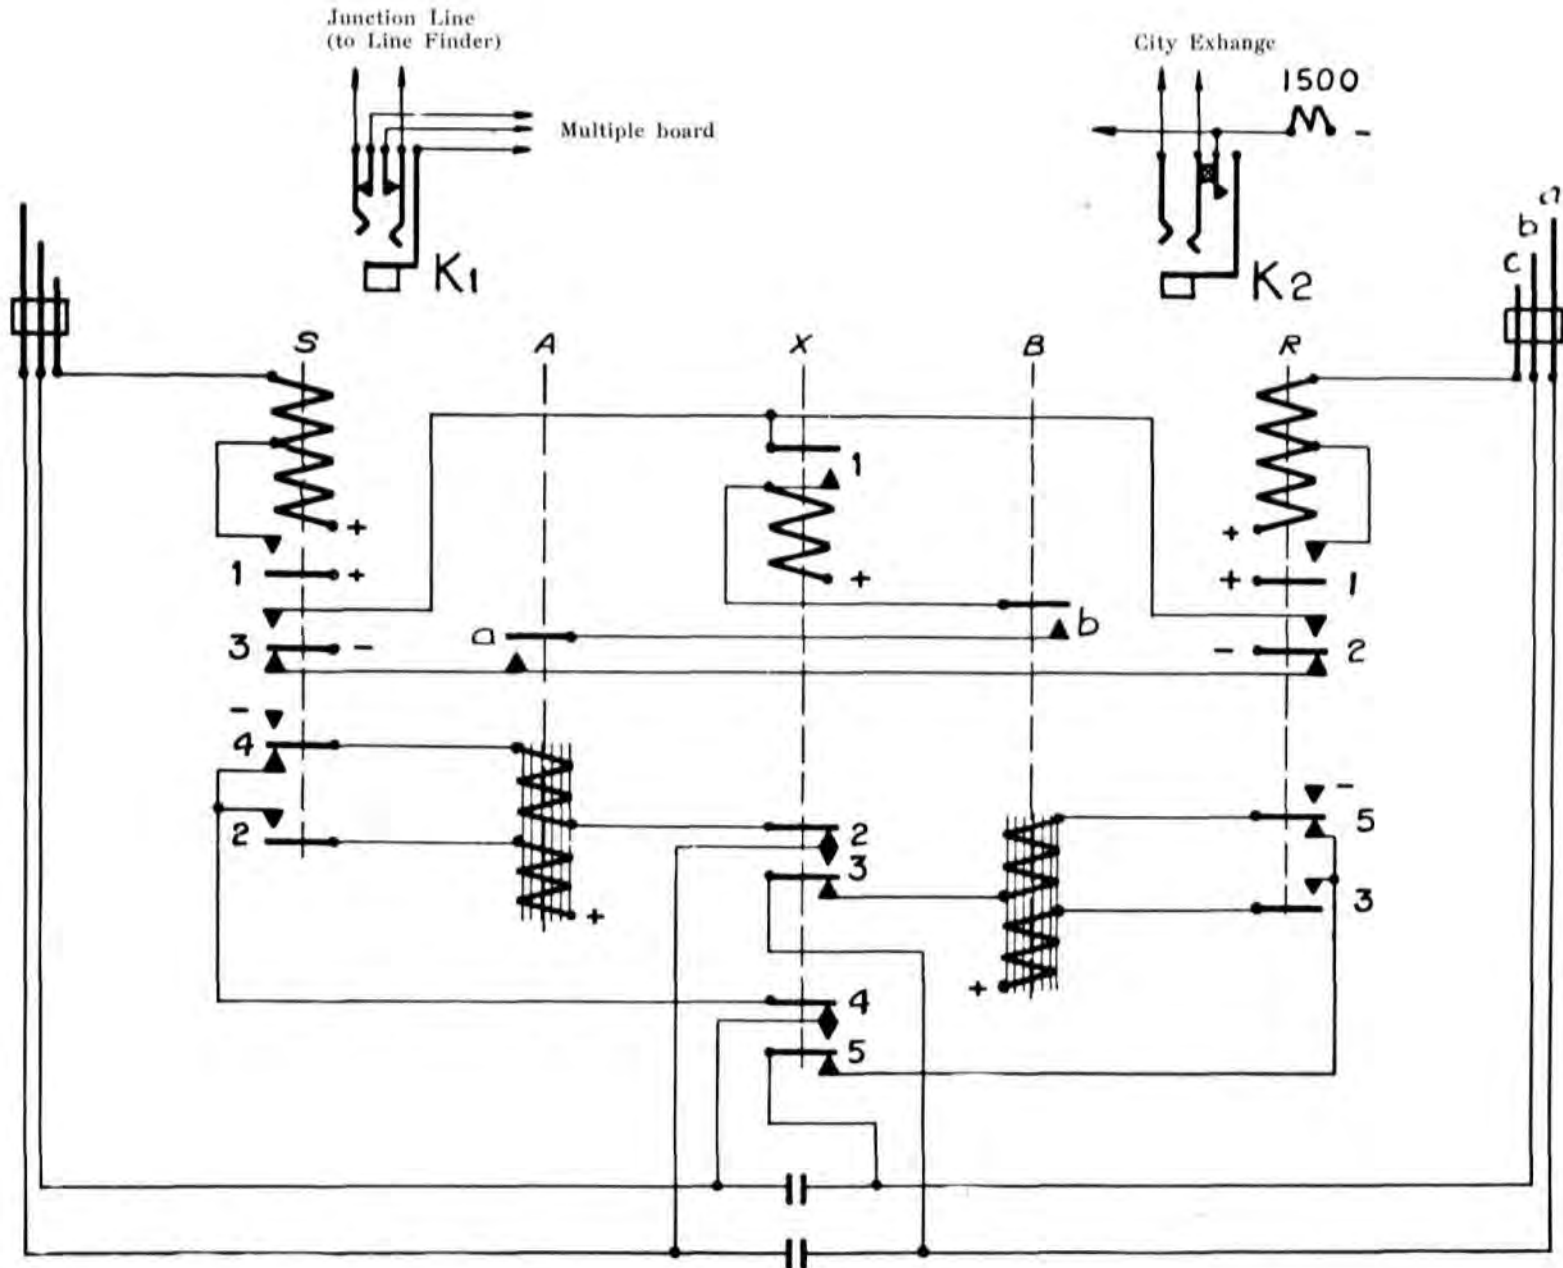 Junction Line
(to Line Finder)
Multiple board
K1
City Exhange
1500
-
K2
a
b
c
S
A
X
B
R
+
1
+
3
-
-
4
2
a
+
1
+
b
2
3
4
5
+
+
+
1
-
2
-
5
3